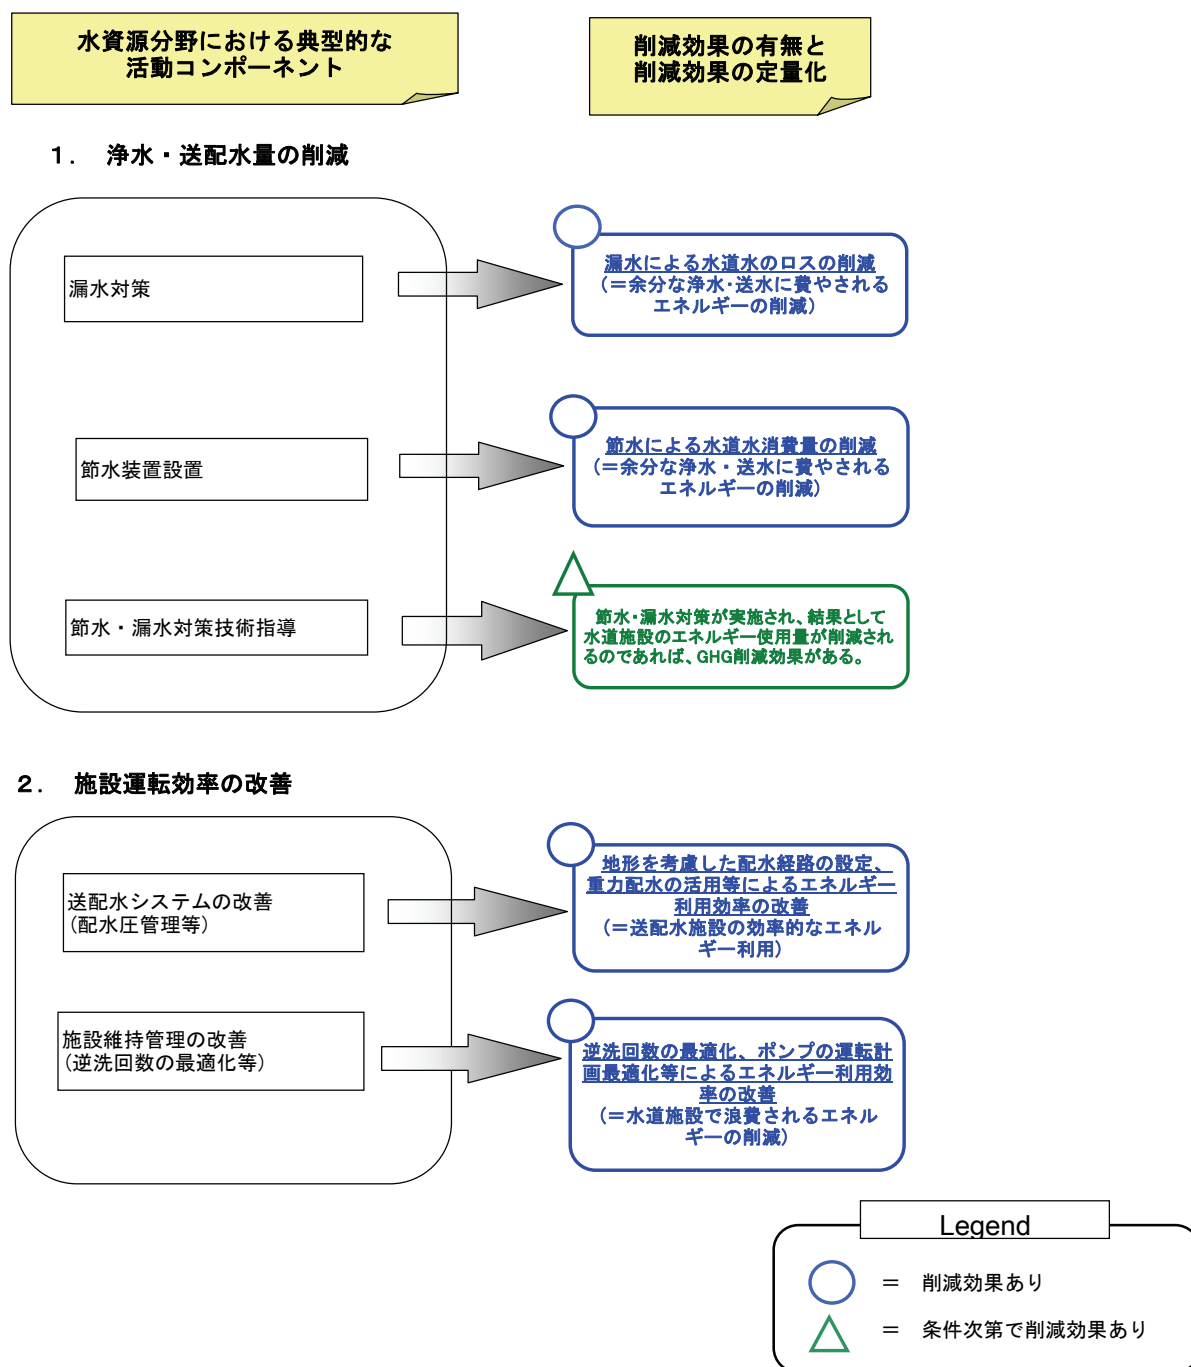 水資源分野における典型的な
活動コンポーネント
削減効果の有無と
削減効果の定量化
１． 浄水・送配水量の削減
漏水対策
漏水による水道水のロスの削減
（＝余分な浄水･送水に費やされる
エネルギーの削減）
節水装置設置
節水による水道水消費量の削減
（＝余分な浄水・送水に費やされる
エネルギーの削減）
節水・漏水対策技術指導
節水･漏水対策が実施され、結果として
水道施設のエネルギー使用量が削減され
るのであれば、GHG削減効果がある。
２． 施設運転効率の改善
送配水システムの改善
(配水圧管理等)
地形を考慮した配水経路の設定、
重力配水の活用等によるエネルギー
利用効率の改善
（＝送配水施設の効率的なエネル
ギー利用）
施設維持管理の改善
(逆洗回数の最適化等)
逆洗回数の最適化、ポンプの運転計
画最適化等によるエネルギー利用効
率の改善
（＝水道施設で浪費されるエネル
ギーの削減）
Legend
＝ 削減効果あり
＝ 条件次第で削減効果あり